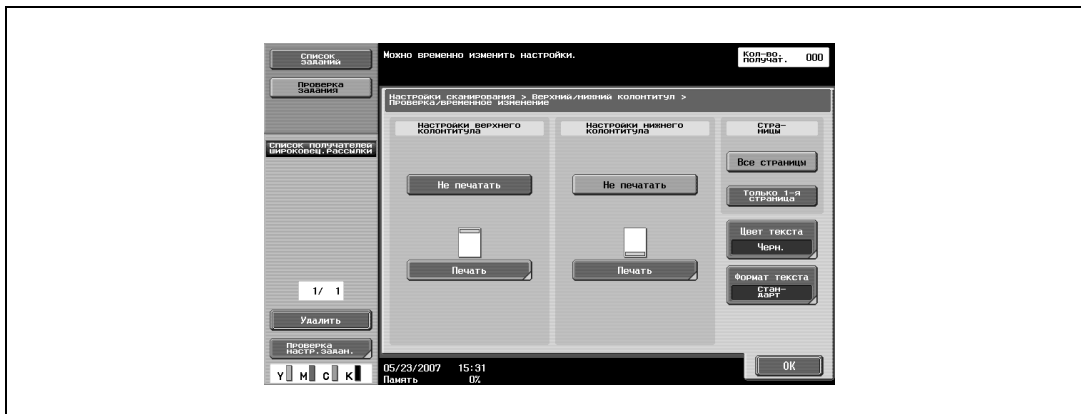 Список
заданий
Проверка
задания
Список получателей
широковещ.рассылки
1/ 1
Удалить
Проверка
настр.задан.
Y M C K
Можно временно изменить настройки.
Кол-во.
получат. 000
Настройки сканирования > Верхний/нижний колонтитул >
Проверка/временное изменение
Настройки верхнего
колонтитула
Не печатать
Печать
Настройки нижнего
колонтитула
Не печатать
Печать
Стра-
ницы
Все страницы
Только 1-я
страница
Цвет текста
Черн.
Формат текста
Стан-
дарт
05/23/2007 15:31
Память 0%
OK